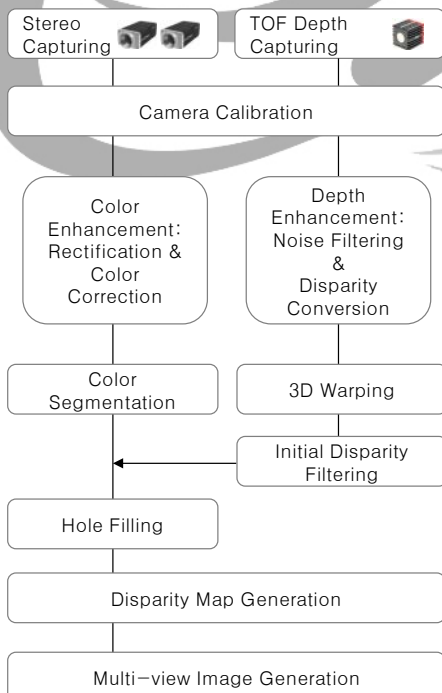 Stereo
Capturing
TOF Depth
Capturing
Camera Calibration
Color
Enhancement:
Rectification &
Color
Correction
Depth
Enhancement:
Noise Filtering
&
Disparity
Conversion
Color
Segmentation
3D Warping
Initial Disparity
Filtering
Hole Filling
Disparity Map Generation
Multi-view Image Generation